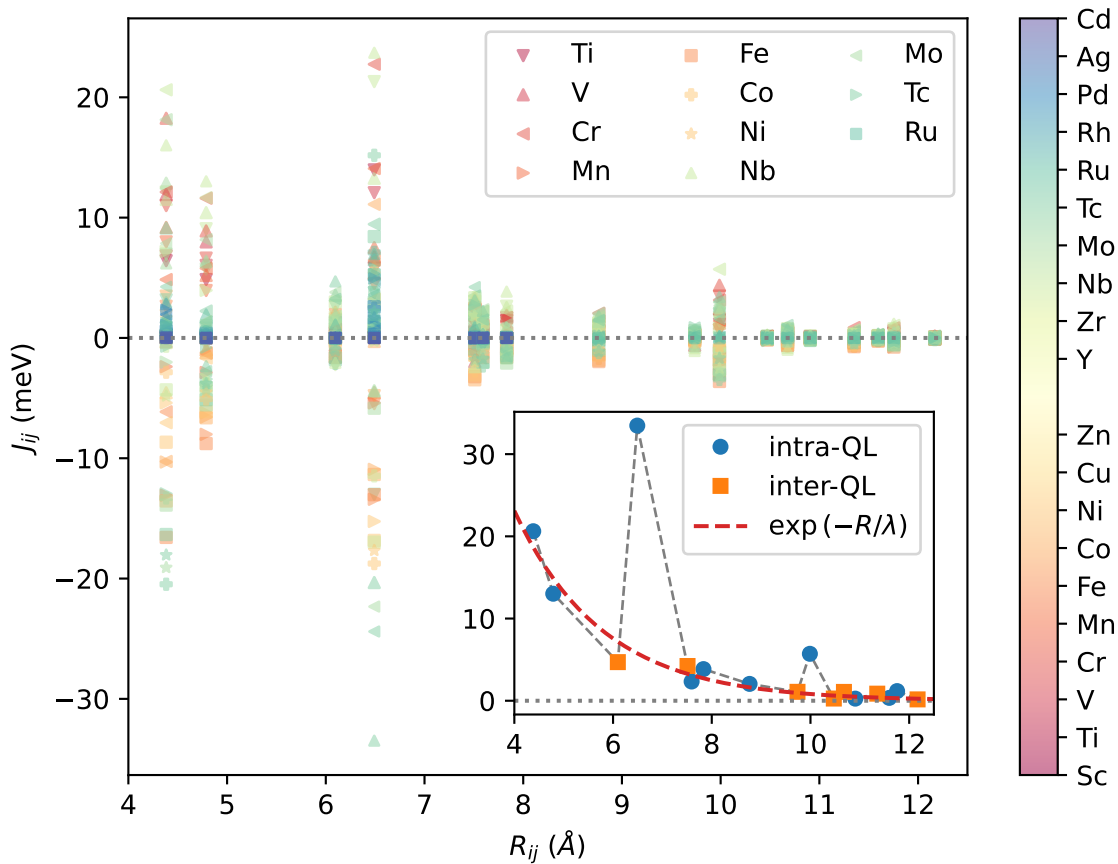 20
10
0
−10
−20
−30
J_ij (meV)
4 5 6 7 8 9 10 11 12
R_ij (Å)
Ti Fe Mo
V Co Tc
Cr Ni Ru
Mn Nb
30
20
10
0
4 6 8 10 12
intra-QL
inter-QL
exp (−R/λ)
Cd
Ag
Pd
Rh
Ru
Tc
Mo
Nb
Zr
Y
Zn
Cu
Ni
Co
Fe
Mn
Cr
V
Ti
Sc